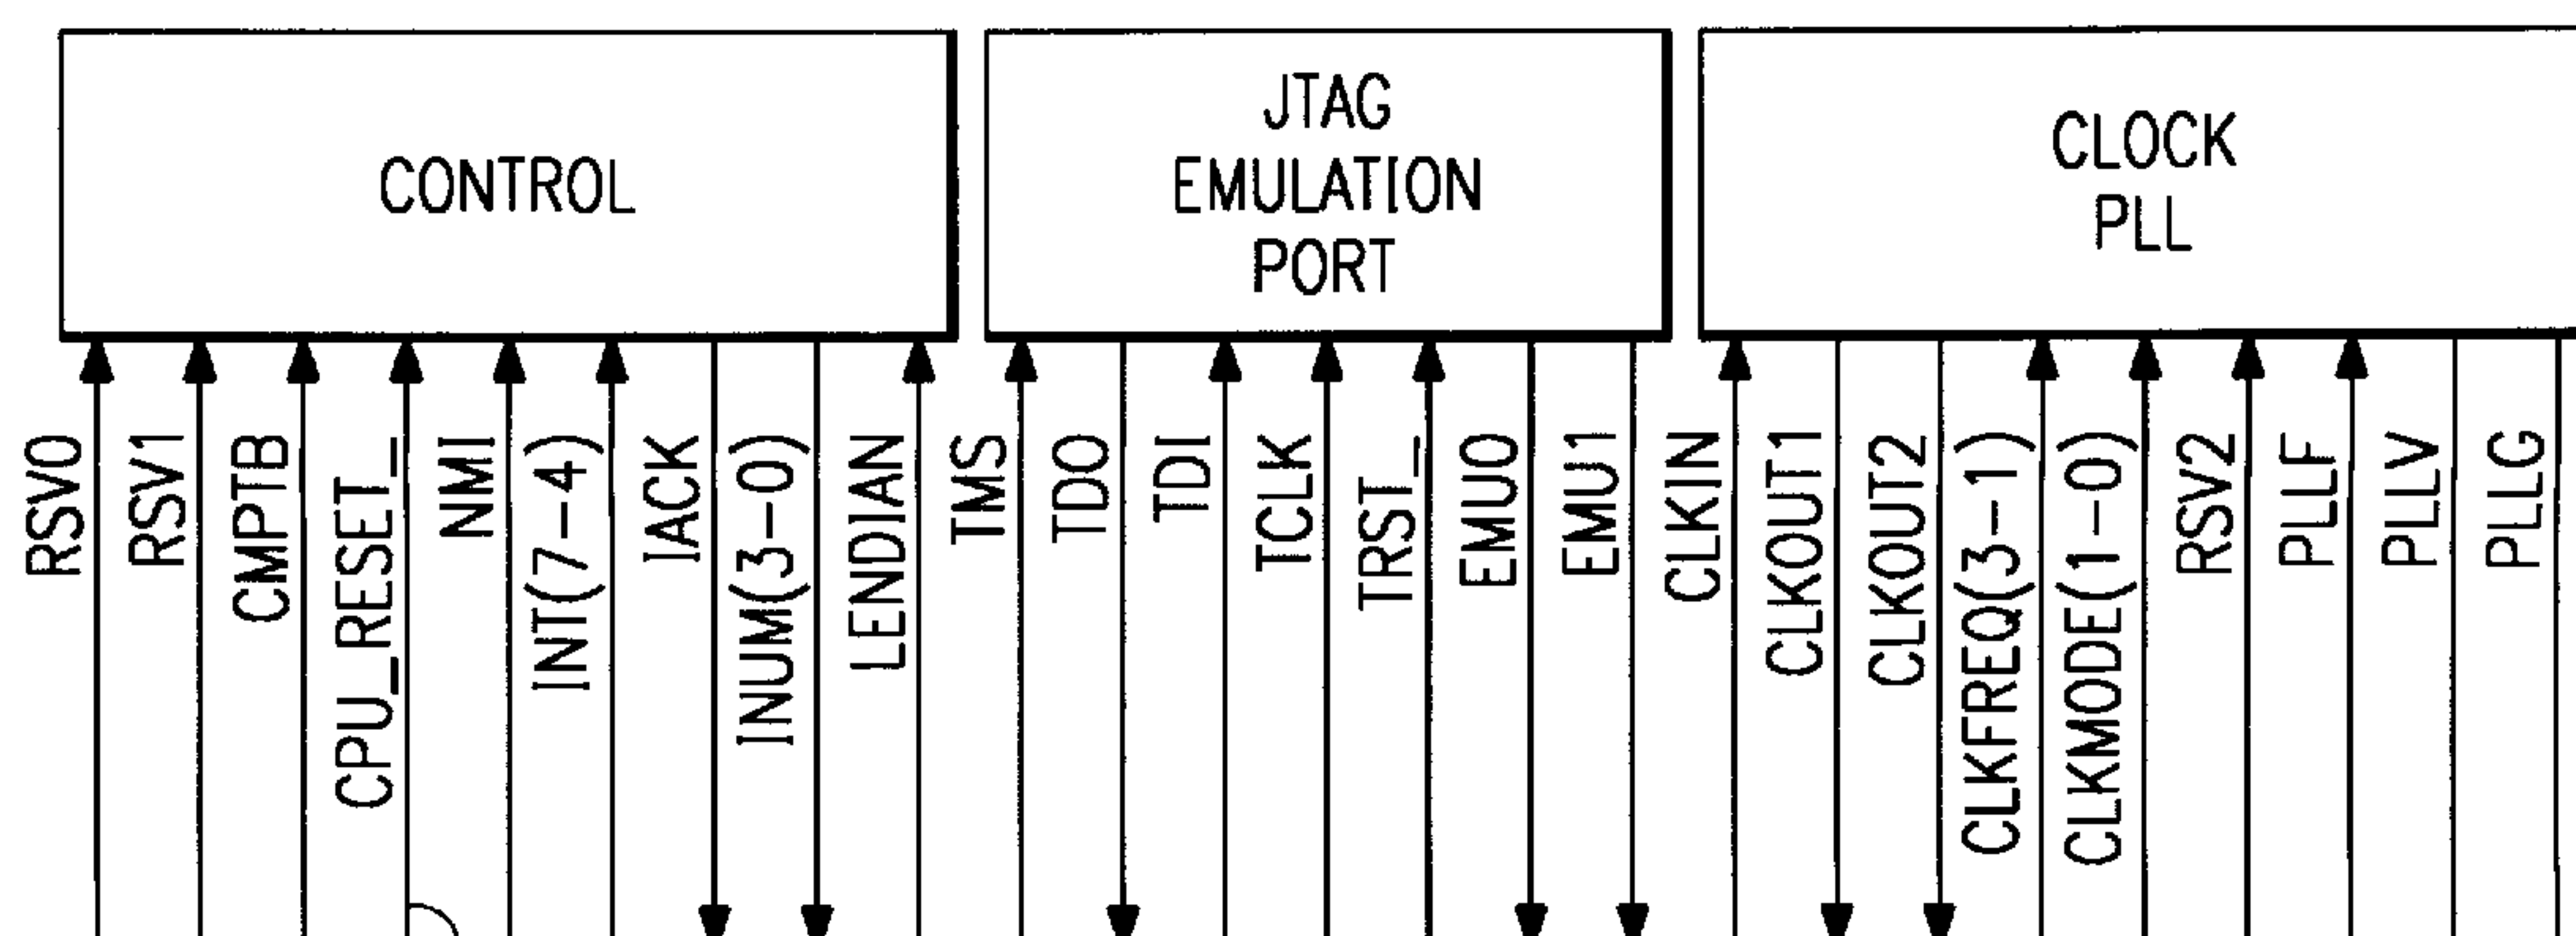 CONTROL
JTAG
EMULATION
PORT
CLOCK
PLL
RSV0
RSV1
CMPTB
CPU_RESET_
NMI
INT(7-4)
IACK
INUM(3-0)
LENDIAN
TMS
TDO
TDI
TCLK
TRST_
EMU0
EMU1
CLKIN
CLKOUT1
CLKOUT2
CLKFREQ(3-1)
CLKMODE(1-0)
RSV2
PLLF
PLLV
PLLG